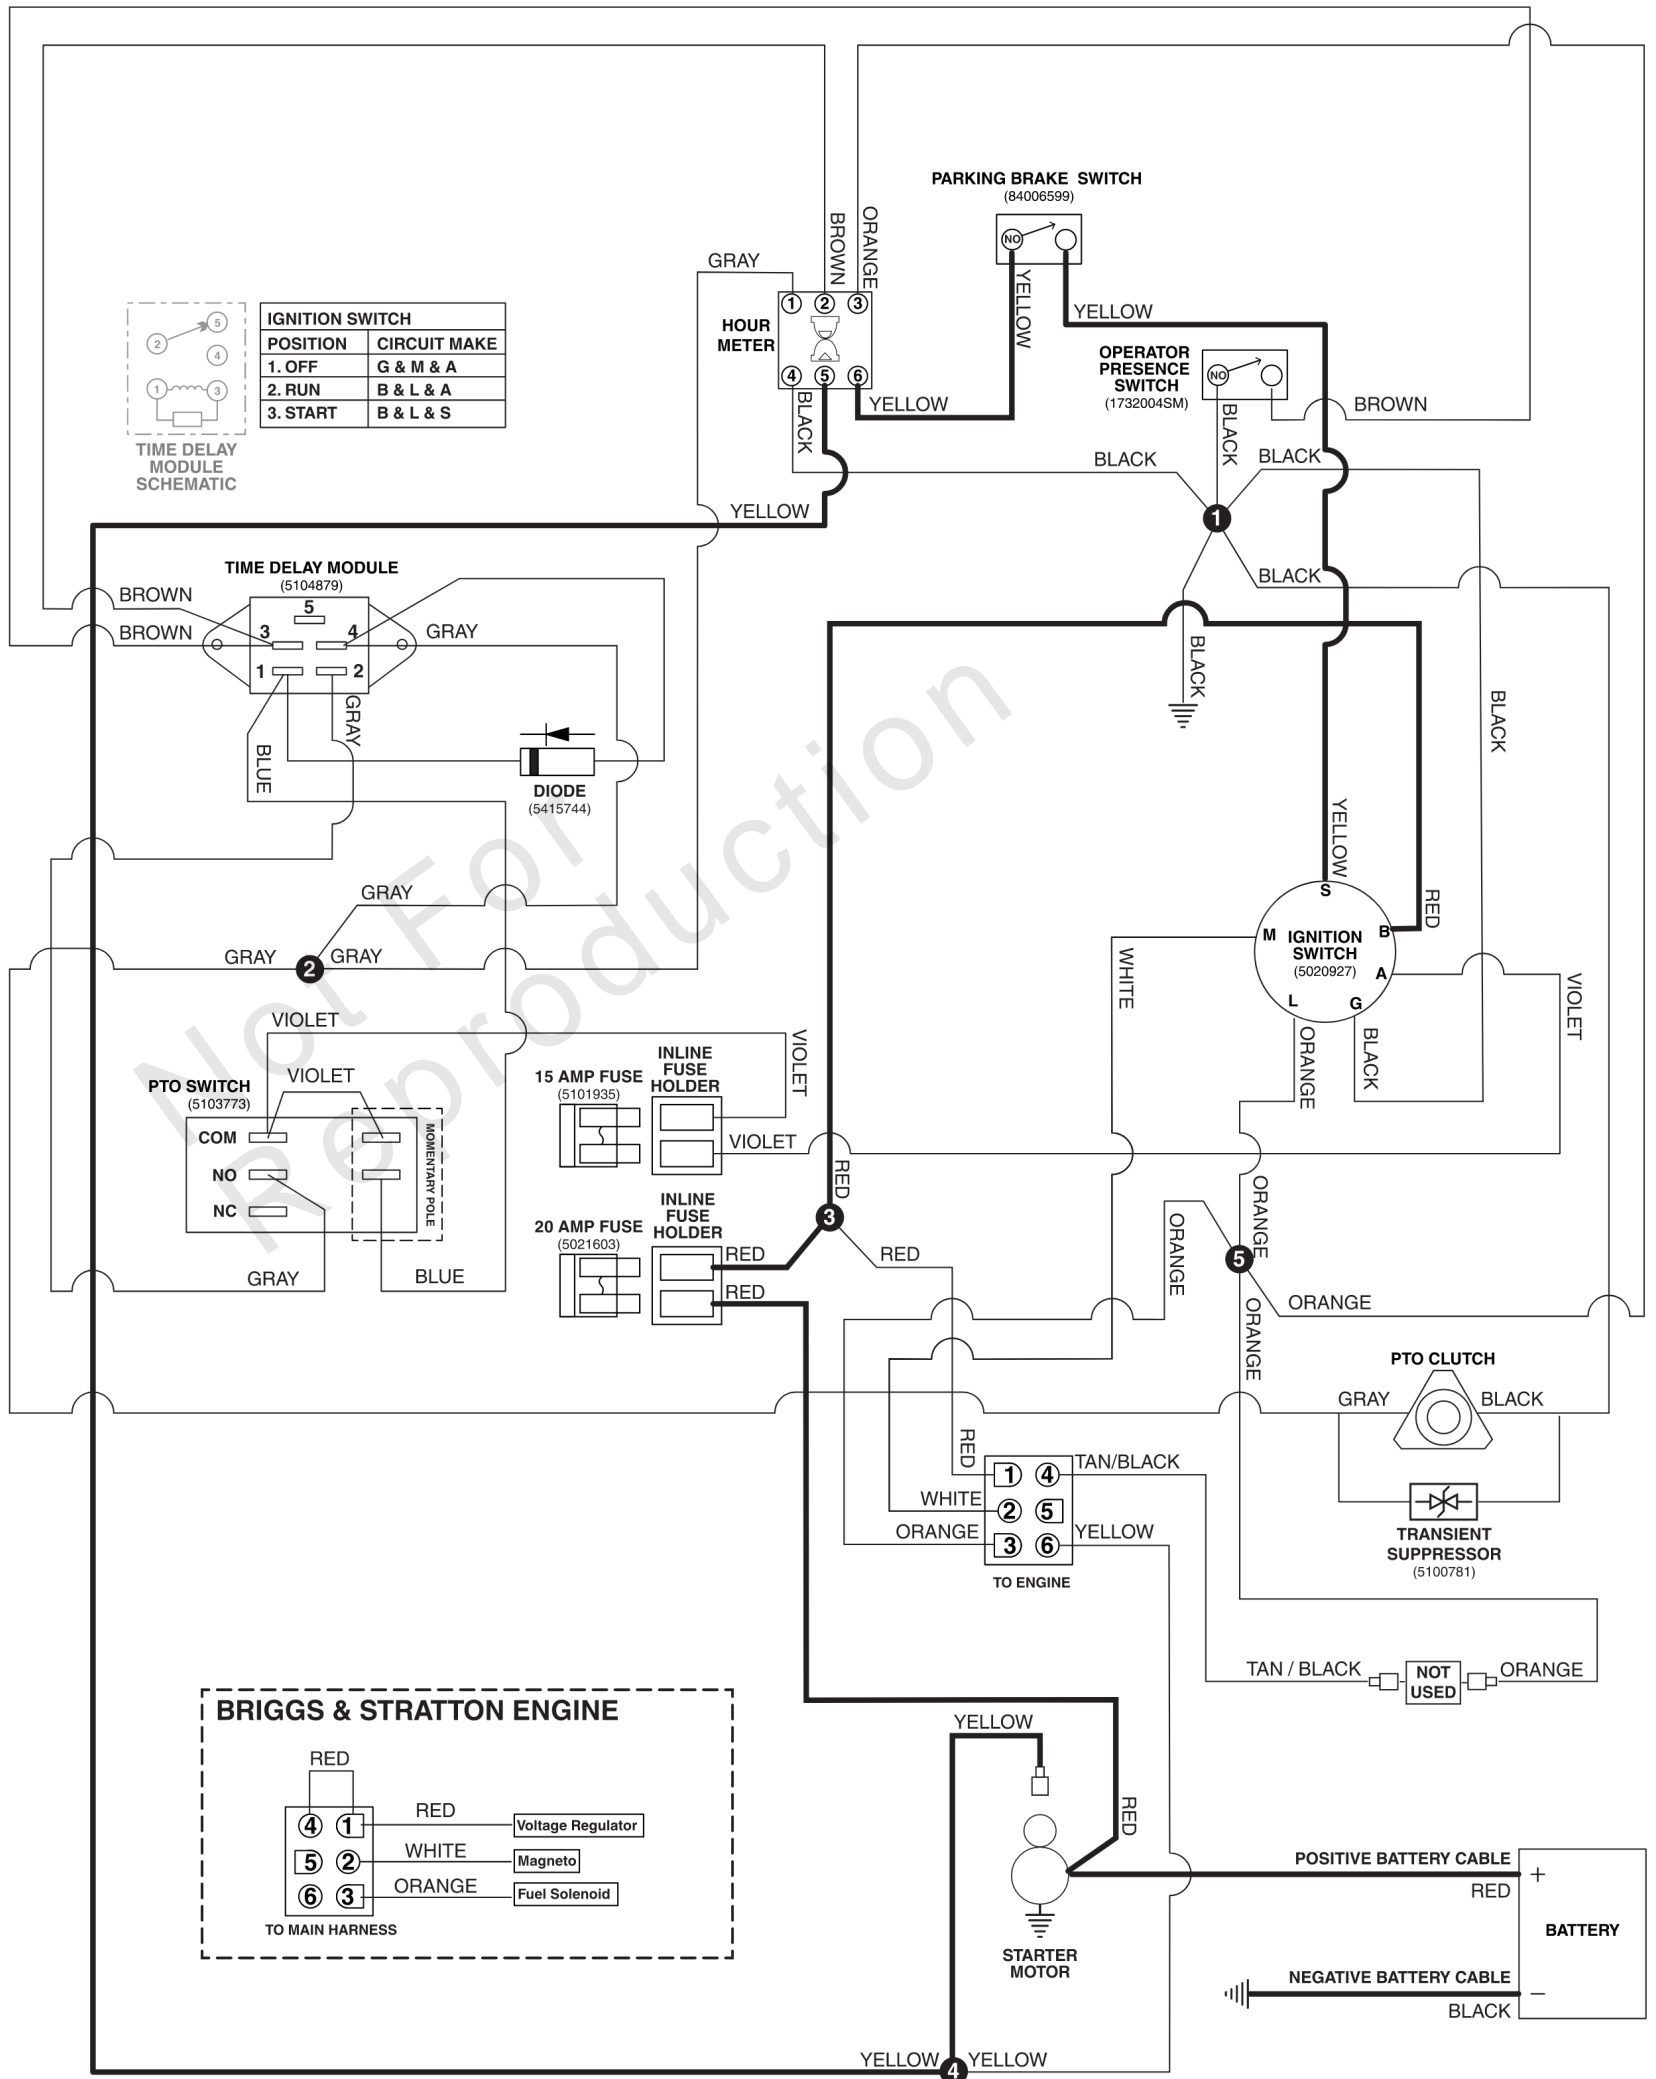 PARKING BRAKE SWITCH
(84006599)
BROWN
ORANGE
GRAY
1 2 3
YELLOW
YELLOW
HOUR
METER
4 5 6
BLACK
YELLOW
OPERATOR
PRESENCE
SWITCH
(1732004SM)
NO
NO
BLACK
BROWN
5
2
4
1
3
TIME DELAY
MODULE
SCHEMATIC
IGNITION SWITCH
POSITION CIRCUIT MAKE
1. OFF G & M & A
2. RUN B & L & A
3. START B & L & S
BLACK
BLACK
YELLOW
1
BLACK
TIME DELAY MODULE
(5104879)
BROWN
BROWN
5
3
4
1
2
GRAY
GRAY
BLUE
BLACK
BLACK
DIODE
(5415744)
YELLOW
RED
GRAY
GRAY
2
GRAY
S
M
B
IGNITION
SWITCH
(5020927)
A
L
G
WHITE
VIOLET
ORANGE
BLACK
VIOLET
VIOLET
VIOLET
PTO SWITCH
(5103773)
COM
NO
NC
MOMENTARY POLE
GRAY
BLUE
15 AMP FUSE
(5101935)
INLINE
FUSE
HOLDER
VIOLET
RED
3
20 AMP FUSE
(5021603)
INLINE
FUSE
HOLDER
RED
RED
RED
ORANGE
ORANGE
5
ORANGE
ORANGE
PTO CLUTCH
GRAY
BLACK
TRANSIENT
SUPPRESSOR
(5100781)
RED
TAN/BLACK
WHITE
ORANGE
YELLOW
1 4
2 5
3 6
TO ENGINE
TAN / BLACK
NOT
USED
ORANGE
BRIGGS & STRATTON ENGINE
RED
4 1
5 2
6 3
RED
Voltage Regulator
WHITE
Magneto
ORANGE
Fuel Solenoid
TO MAIN HARNESS
YELLOW
RED
STARTER
MOTOR
POSITIVE BATTERY CABLE
RED
+
BATTERY
NEGATIVE BATTERY CABLE
BLACK
−
YELLOW
4
YELLOW
Not For
Reproduction